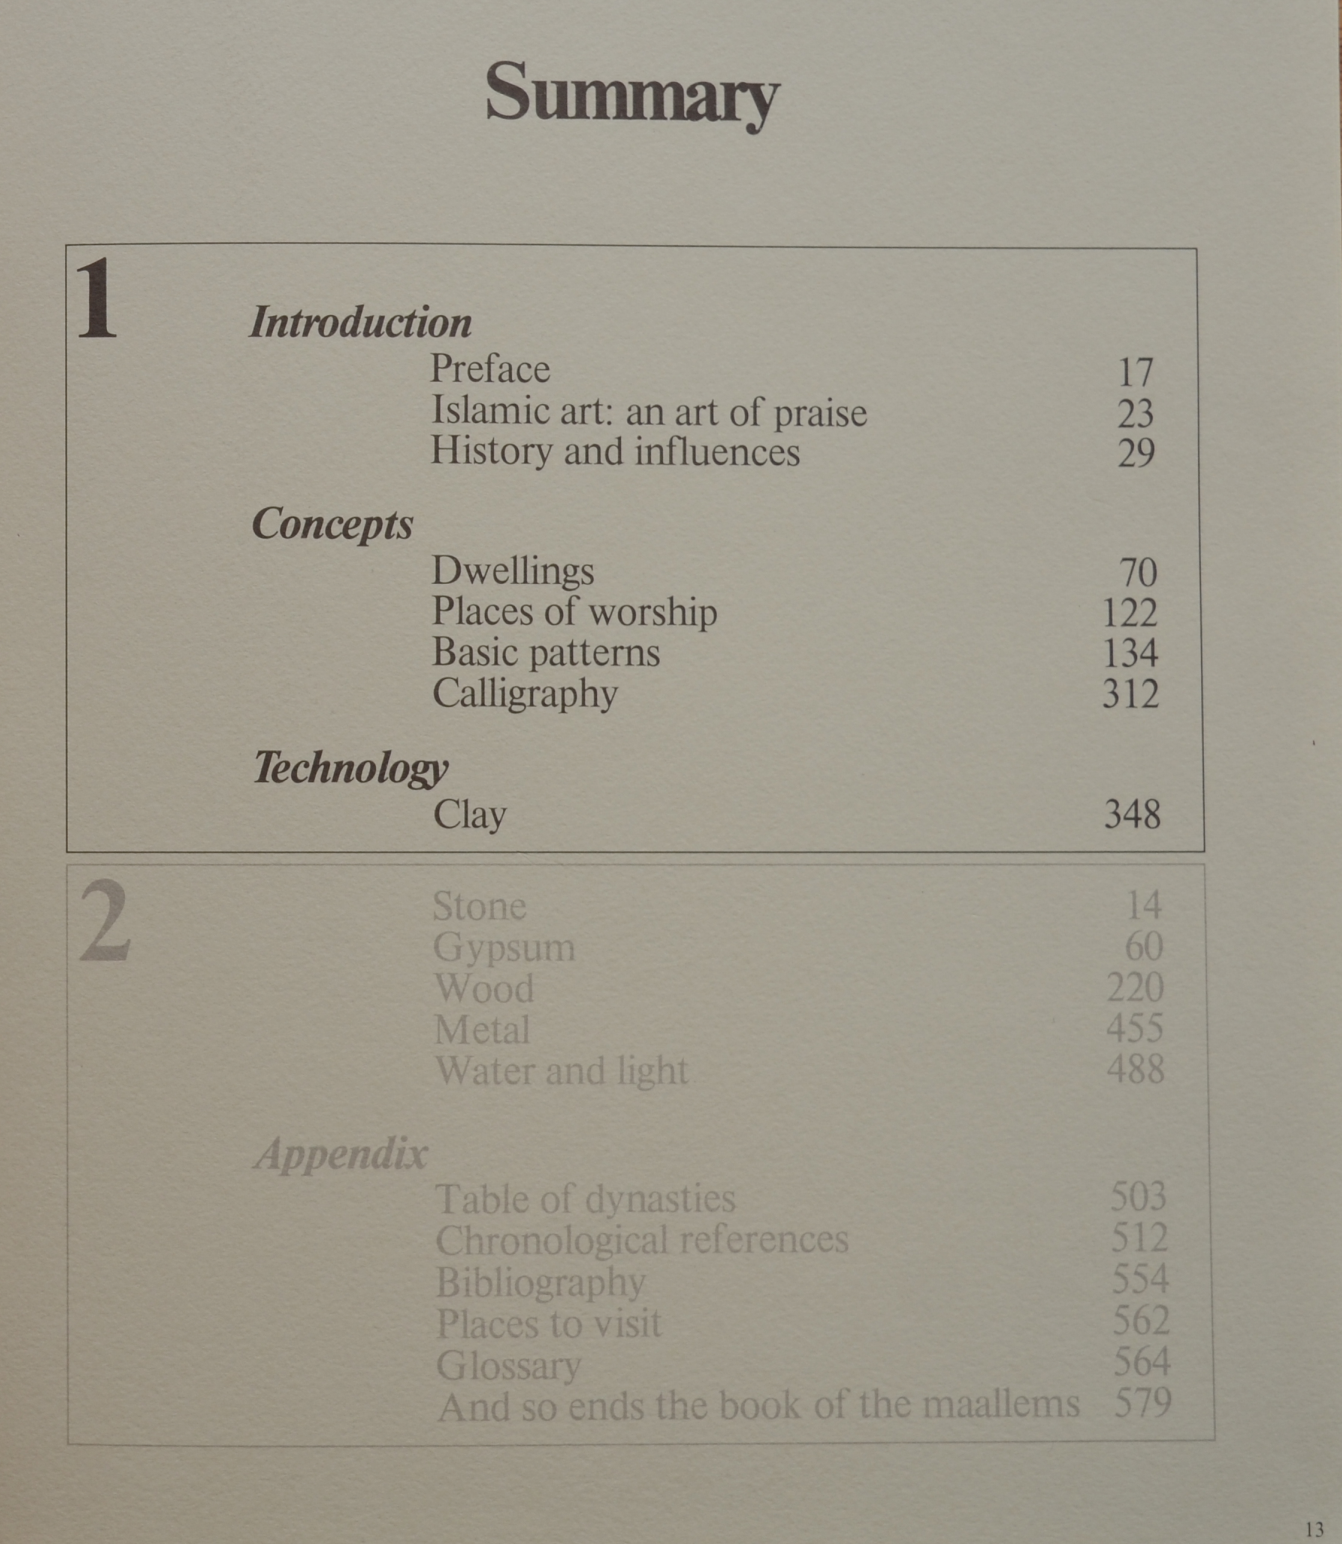 Summary
1
Introduction
Preface 17
Islamic art: an art of praise 23
History and influences 29
Concepts
Dwellings 70
Places of worship 122
Basic patterns 134
Calligraphy 312
Technology
Clay 348
2
Stone 14
Gypsum 60
Wood 220
Metal 455
Water and light 488
Appendix
Table of dynasties 503
Chronological references 512
Bibliography 554
Places to visit 562
Glossary 564
And so ends the book of the maallems 579
13